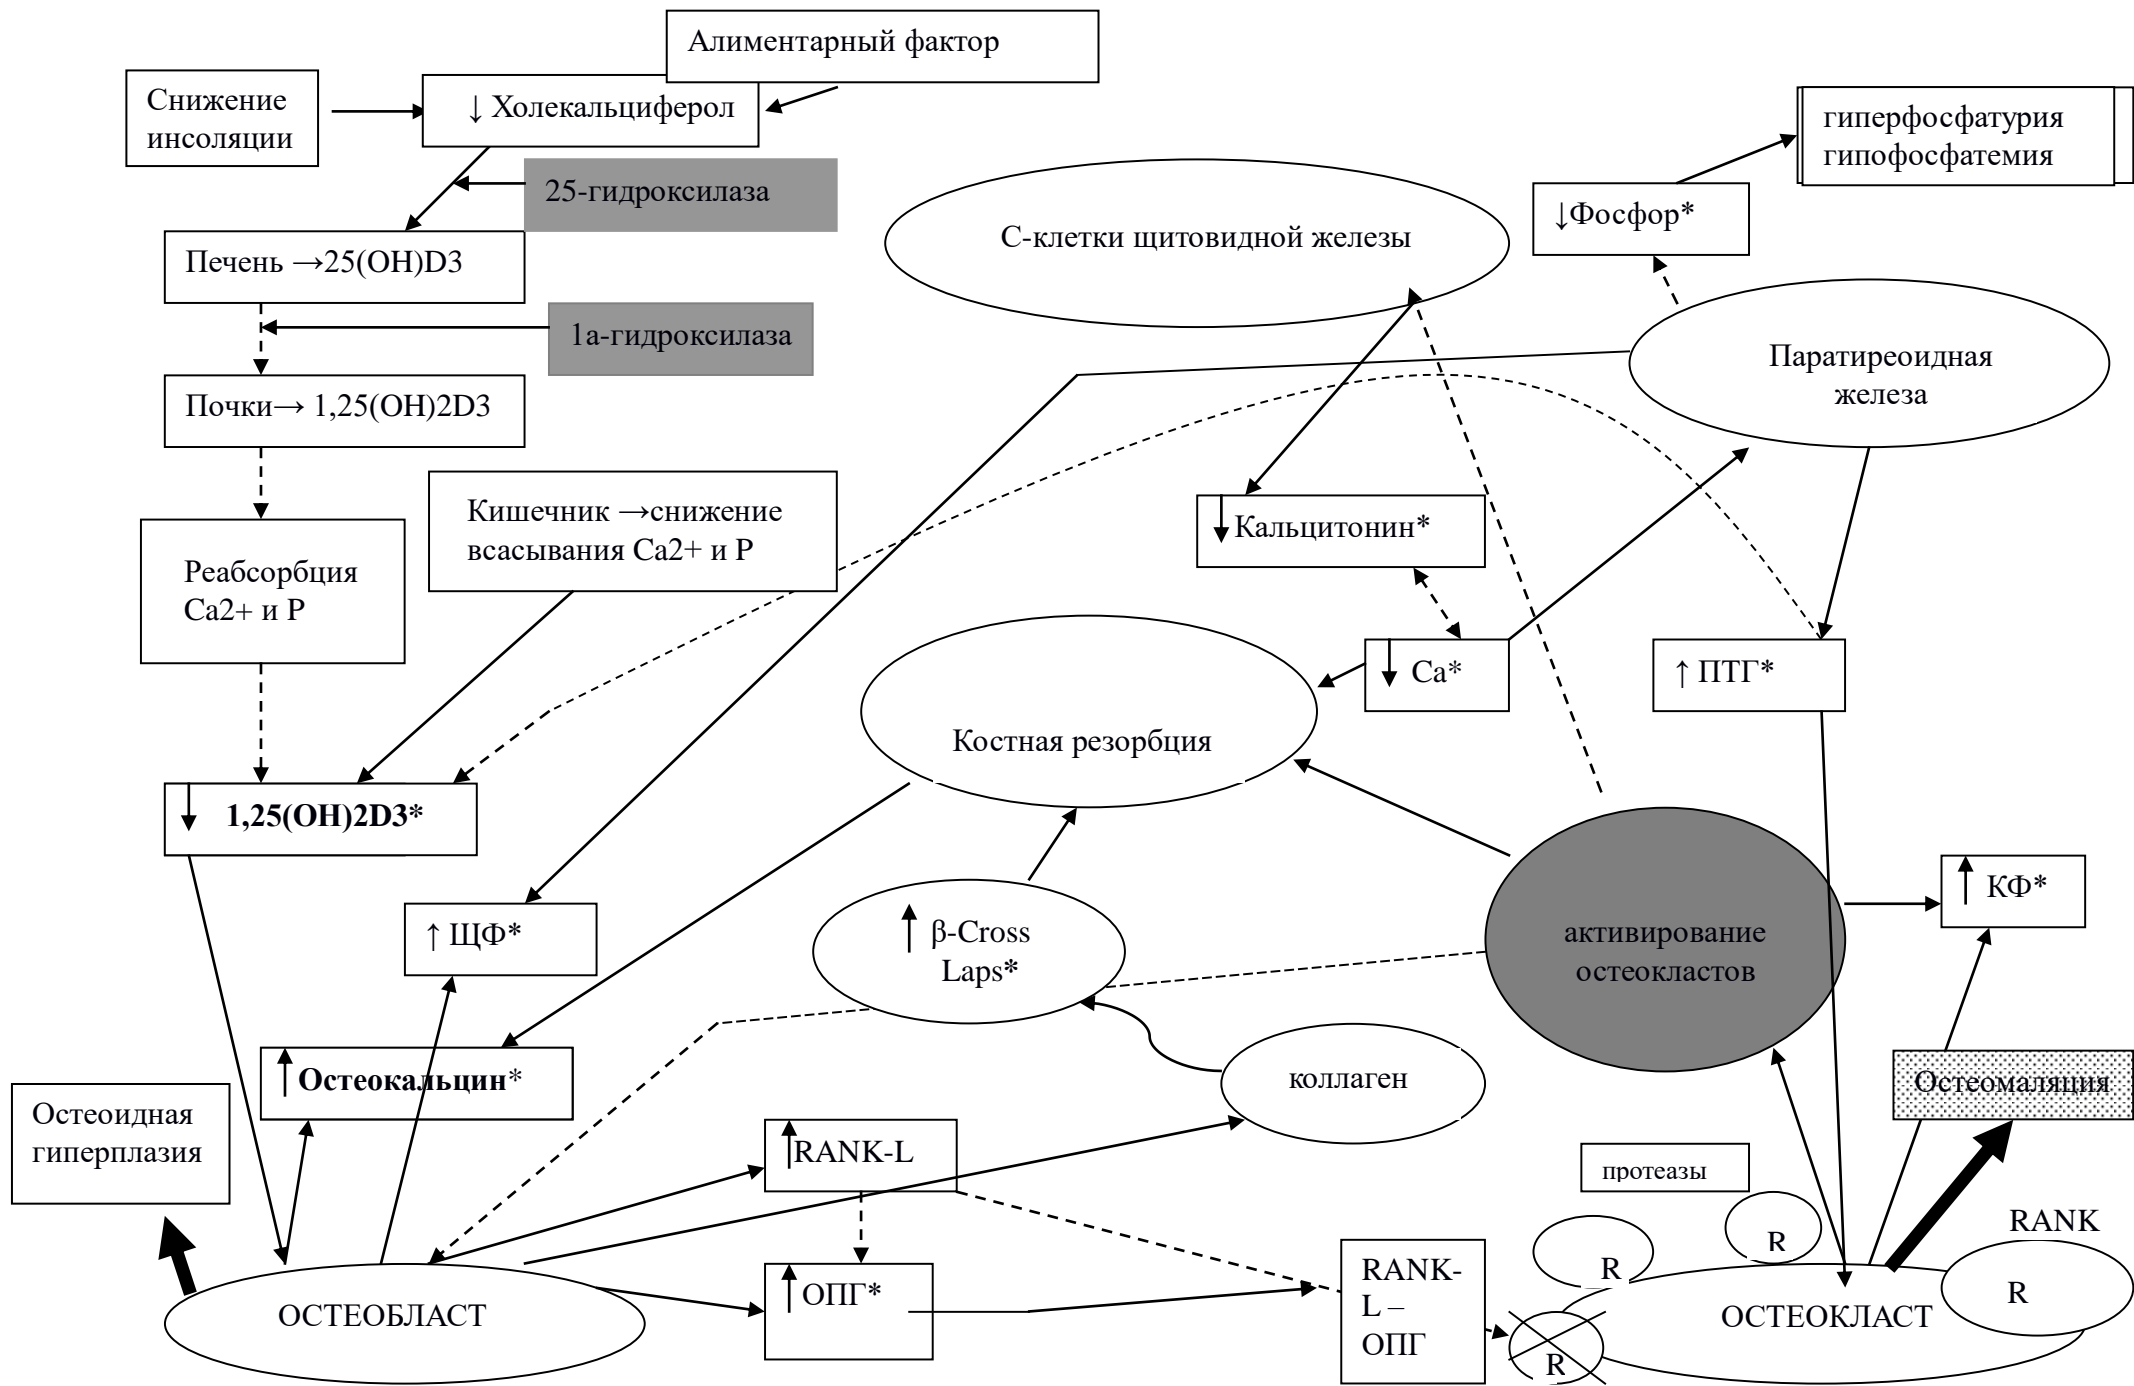 Алиментарный фактор
Снижение
инсоляции
↓ Холекальциферол
гиперфосфатурия
гипофосфатемия
25-гидроксилаза
↓Фосфор*
С-клетки щитовидной железы
Печень →25(OH)D3
1а-гидроксилаза
Паратиреоидная
железа
Почки→ 1,25(OH)2D3
Кишечник →снижение
всасывания Ca2+ и P
↓ Кальцитонин*
Реабсорбция
Ca2+ и P
↓ Ca*
↑ ПТГ*
Костная резорбция
↓ 1,25(OH)2D3*
↑ КФ*
↑ ЩФ*
↑ β-Cross
Laps*
активирование
остеокластов
↑ Остеокальцин*
коллаген
Остеомаляция
Остеоидная
гиперплазия
↑ RANK-L
протеазы
RANK
R
R
R
RANK-
L –
ОПГ
↑ ОПГ*
ОСТЕОБЛАСТ
ОСТЕОКЛАСТ
R